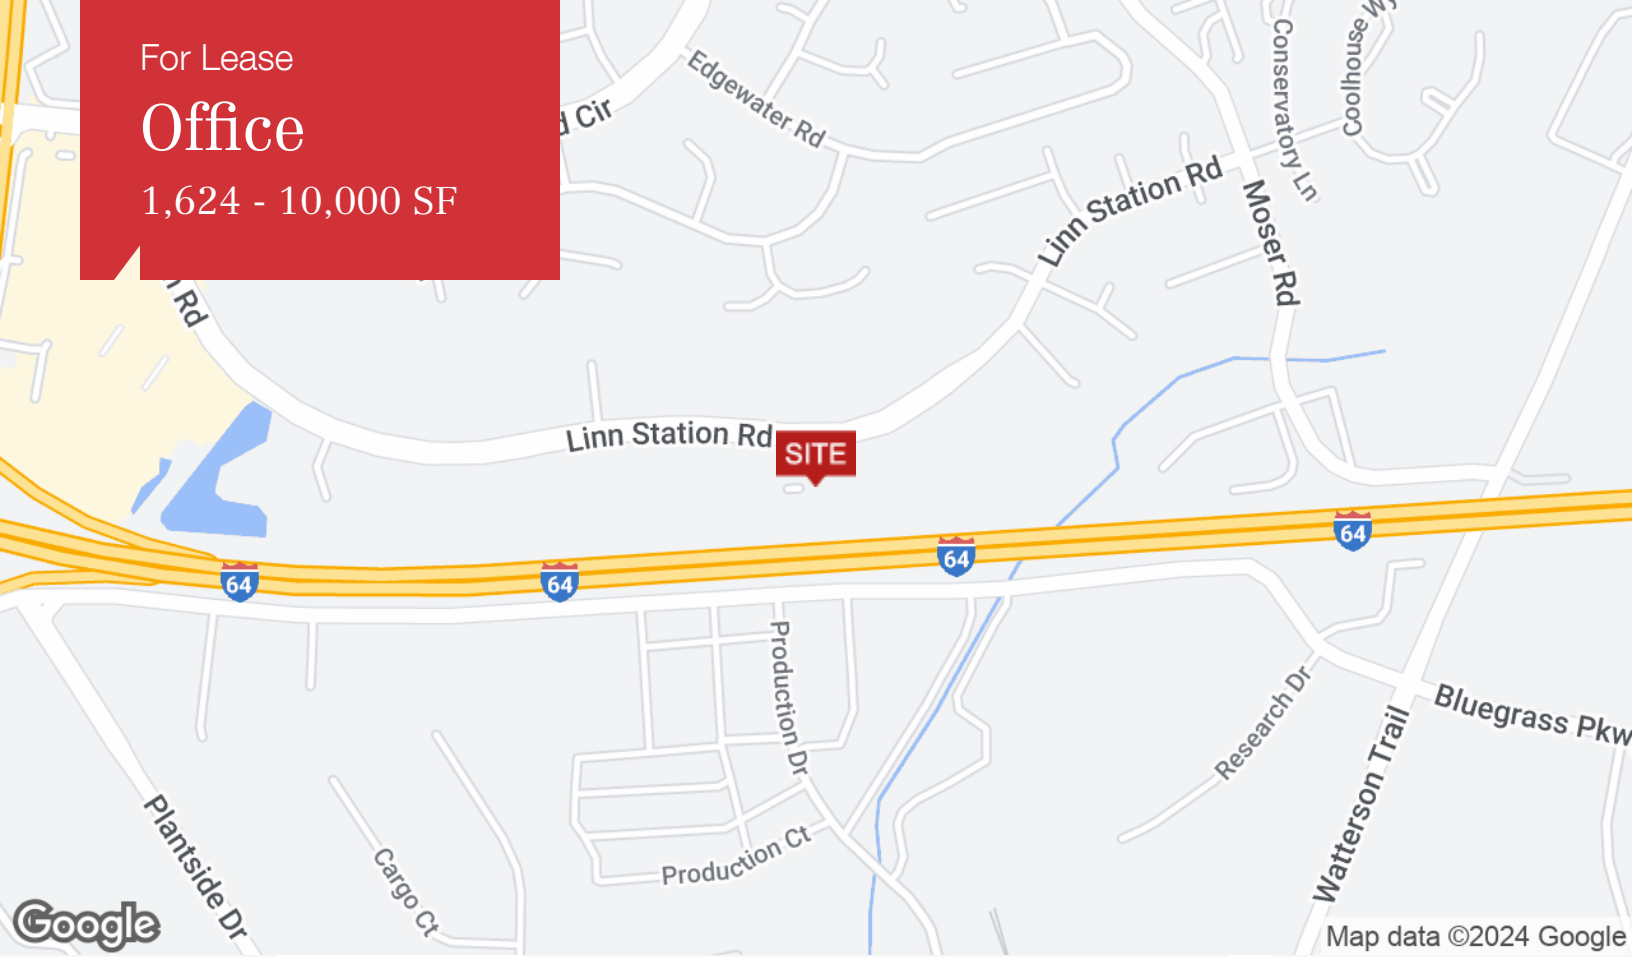 For Lease
Office
1,624 - 10,000 SF
Edgewater Rd
Conservatory Ln
Coolhouse
Cir
Linn Station Rd
Moser Rd
Rd
Linn Station Rd
SITE
64
64
64
64
Production Dr
Research Dr
Bluegrass Pkw
Watterson Trail
Plantside Dr
Cargo Ct
Production Ct
Google
Map data ©2024 Google